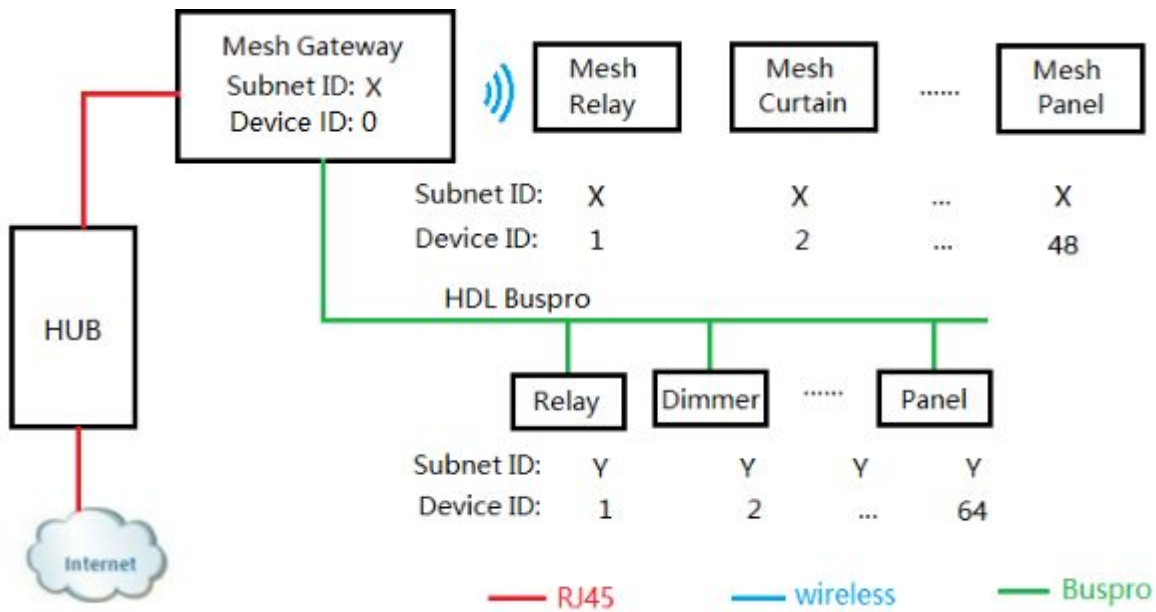 Mesh Gateway
Subnet ID: X
Device ID: 0
Mesh Relay
Mesh Curtain
......
Mesh Panel
Subnet ID: X X ... X
Device ID: 1 2 ... 48
HDL Buspro
HUB
Relay Dimmer ...... Panel
Subnet ID: Y Y Y Y
Device ID: 1 2 ... 64
Internet
RJ45 wireless Buspro